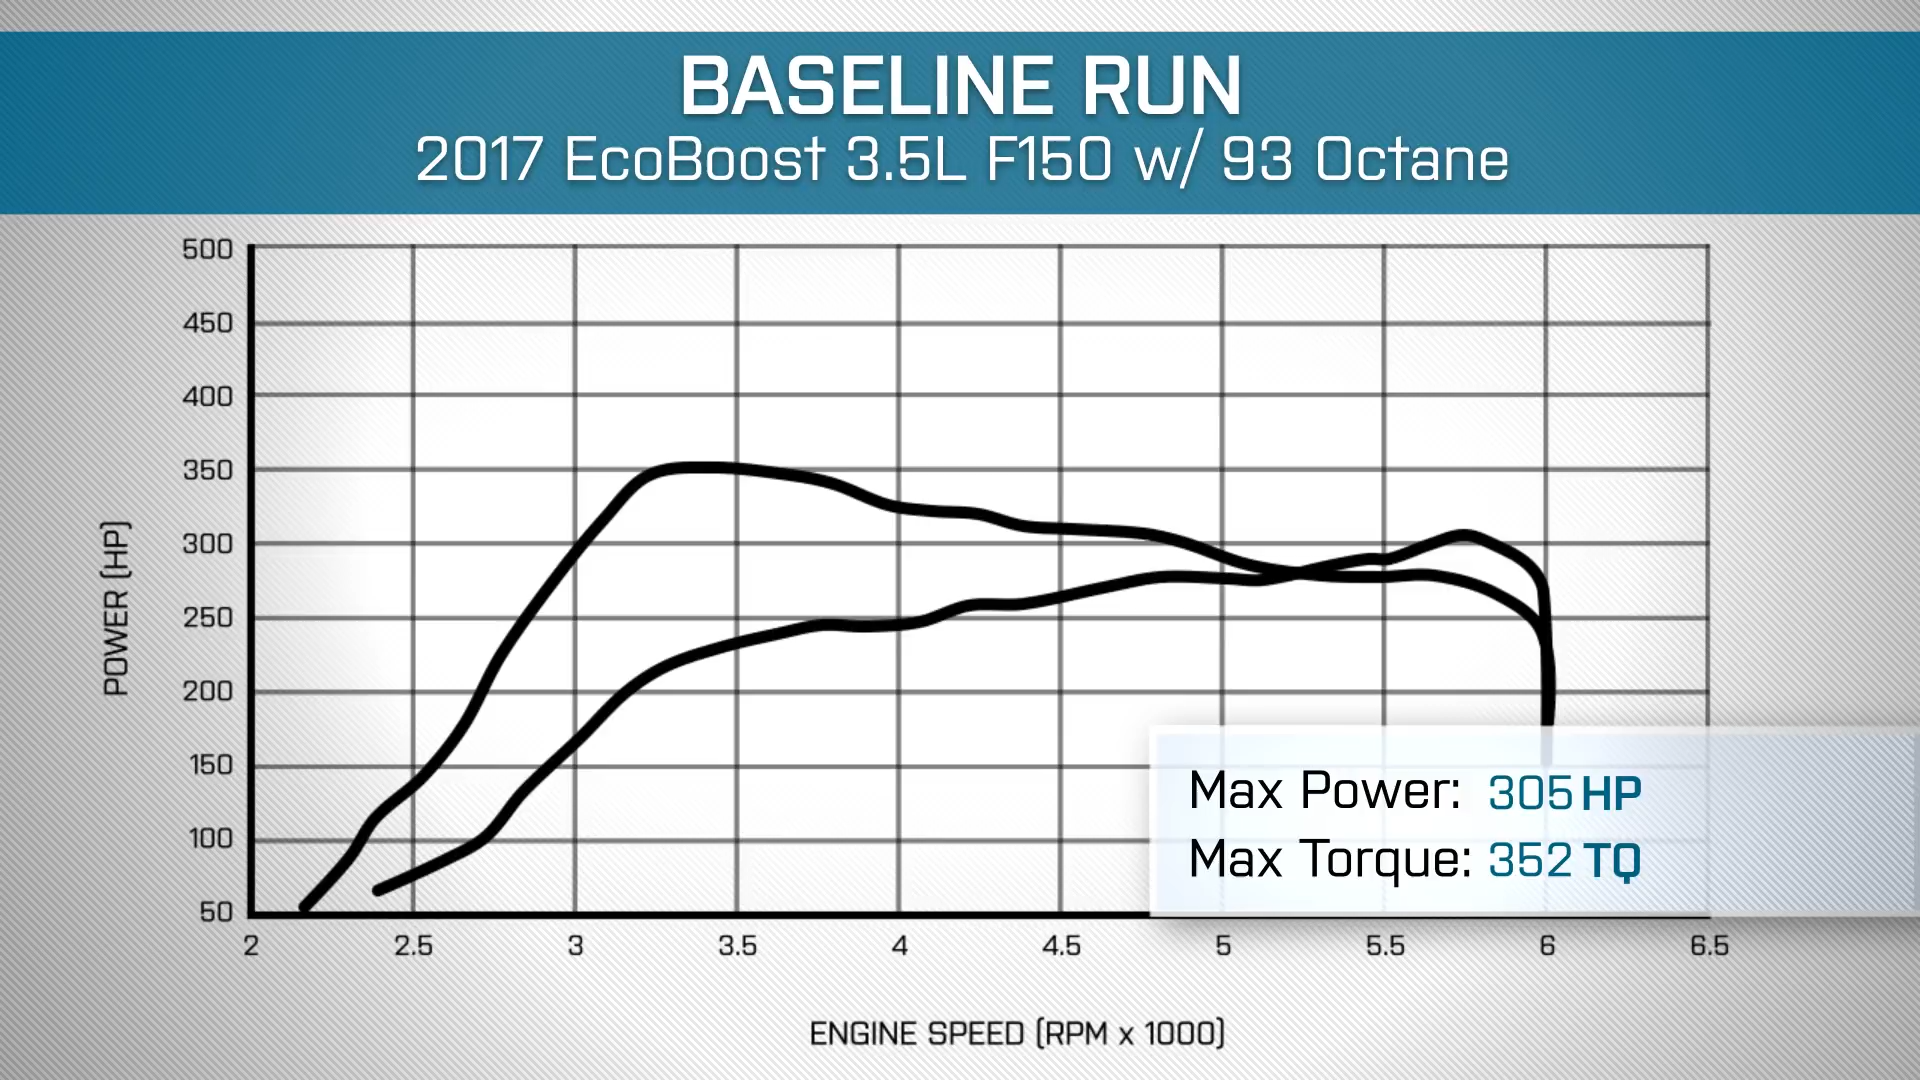 BASELINE RUN
2017 EcoBoost 3.5L F150 w/ 93 Octane
500
450
400
350
300
250
200
150
100
50
POWER (HP)
2 2.5 3 3.5 4 4.5 5 5.5 6 6.5
ENGINE SPEED (RPM x 1000)
Max Power: 305 HP
Max Torque: 352 TQ